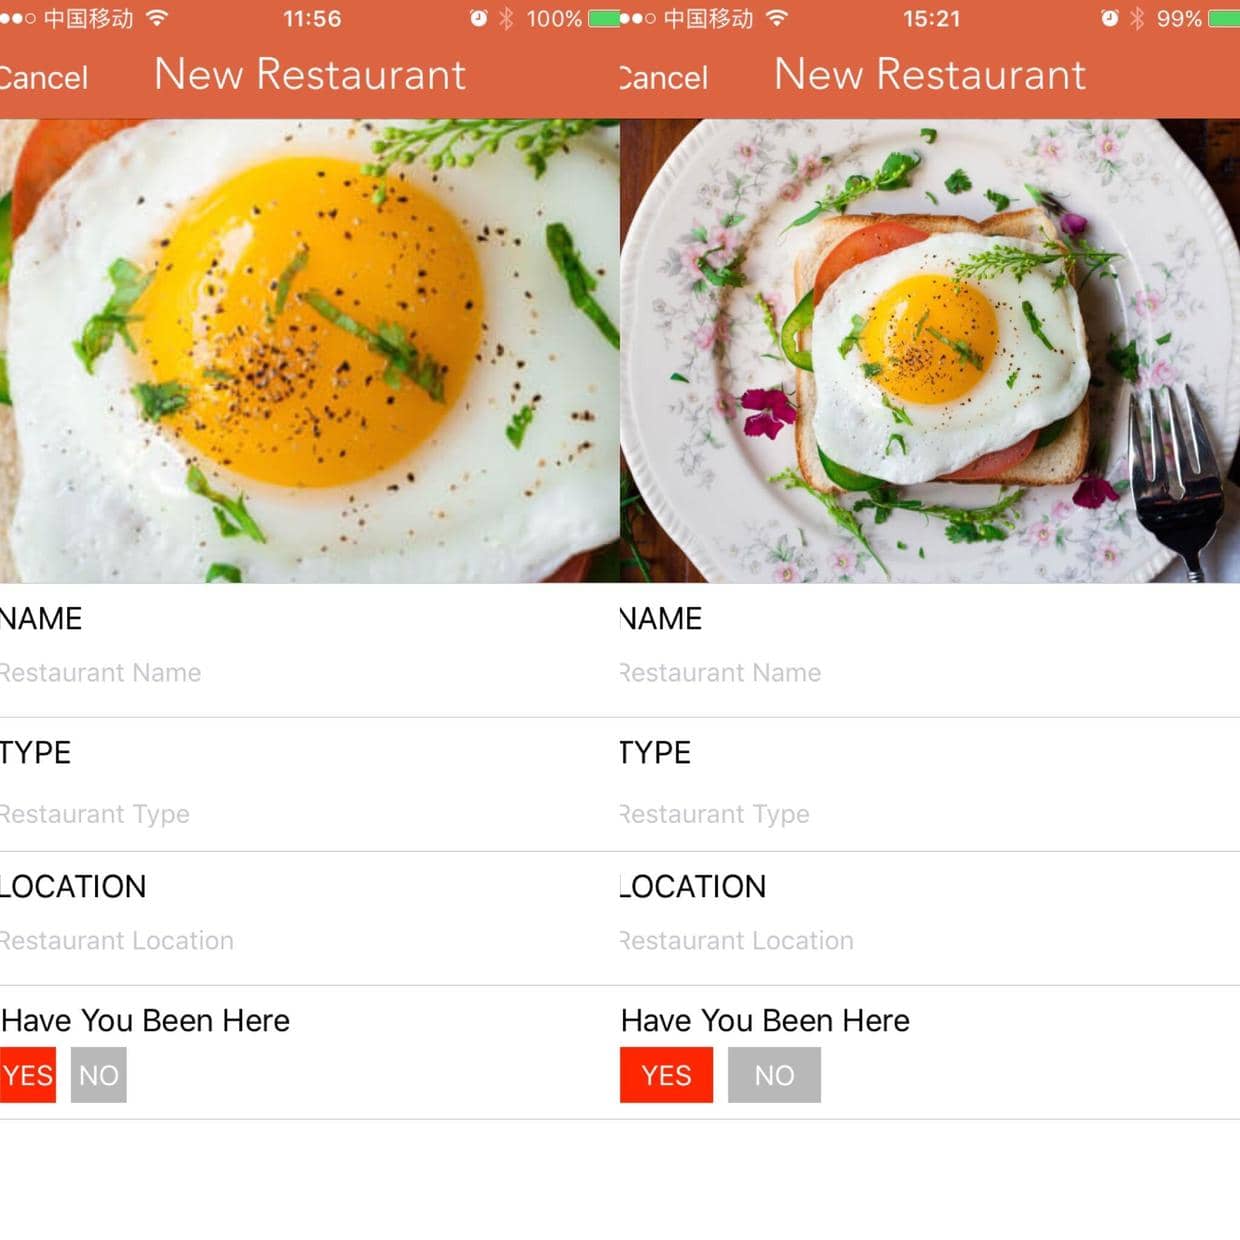 中国移动 11:56 100%
Cancel New Restaurant
NAME
Restaurant Name
TYPE
Restaurant Type
LOCATION
Restaurant Location
Have You Been Here
YES NO
中国移动 15:21 99%
Cancel New Restaurant
NAME
Restaurant Name
TYPE
Restaurant Type
LOCATION
Restaurant Location
Have You Been Here
YES NO